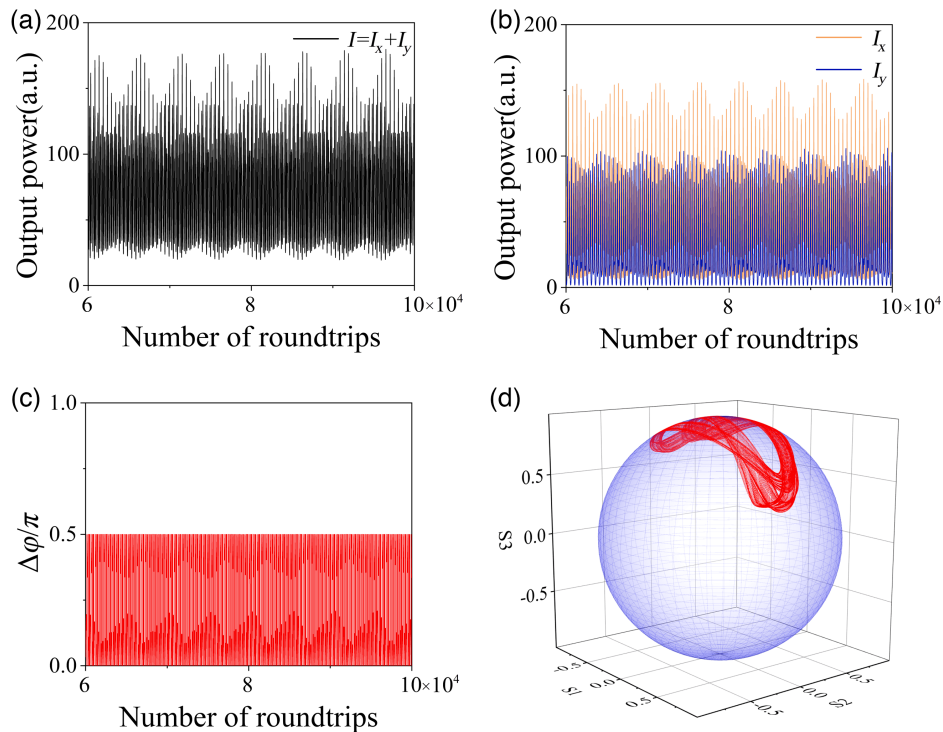 (a)
200
100
0
Output power(a.u.)
I=Ix+Iy
6
8
10×10⁴
Number of roundtrips
(b)
200
100
0
Output power(a.u.)
Ix
Iy
6
8
10×10⁴
Number of roundtrips
(c)
1.0
0.5
0.0
Δφ/π
6
8
10×10⁴
Number of roundtrips
(d)
0.5
0.0
-0.5
S3
-0.5
0.0
0.5
S1
-0.5
0.0
0.5
S2